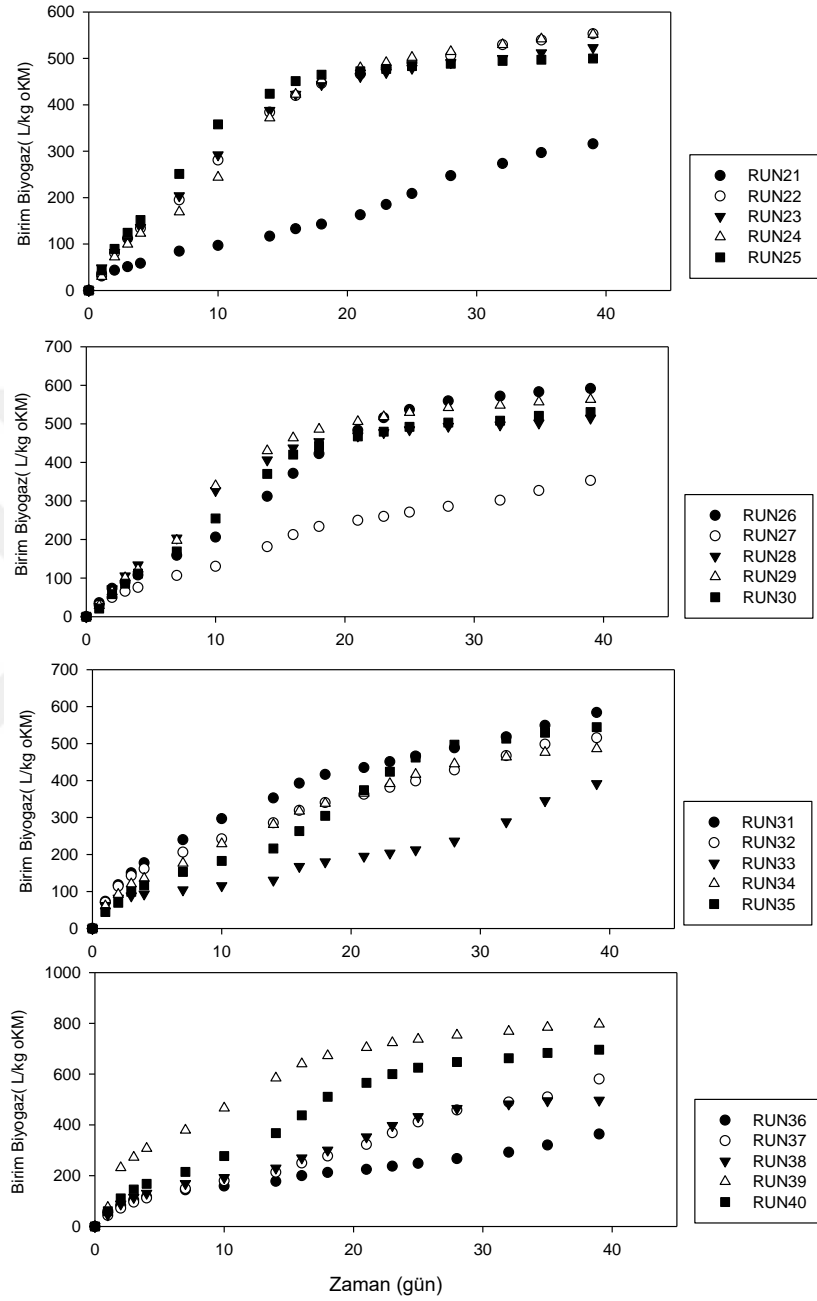 600
500
400
300
200
100
0
Birim Biyogaz( L/kg oKM)
0 10 20 30 40
RUN21
RUN22
RUN23
RUN24
RUN25
700
600
500
400
300
200
100
0
Birim Biyogaz( L/kg oKM)
0 10 20 30 40
RUN26
RUN27
RUN28
RUN29
RUN30
700
600
500
400
300
200
100
0
Birim Biyogaz( L/kg oKM)
0 10 20 30 40
RUN31
RUN32
RUN33
RUN34
RUN35
1000
800
600
400
200
0
Birim Biyogaz( L/kg oKM)
0 10 20 30 40
RUN36
RUN37
RUN38
RUN39
RUN40
Zaman (gün)